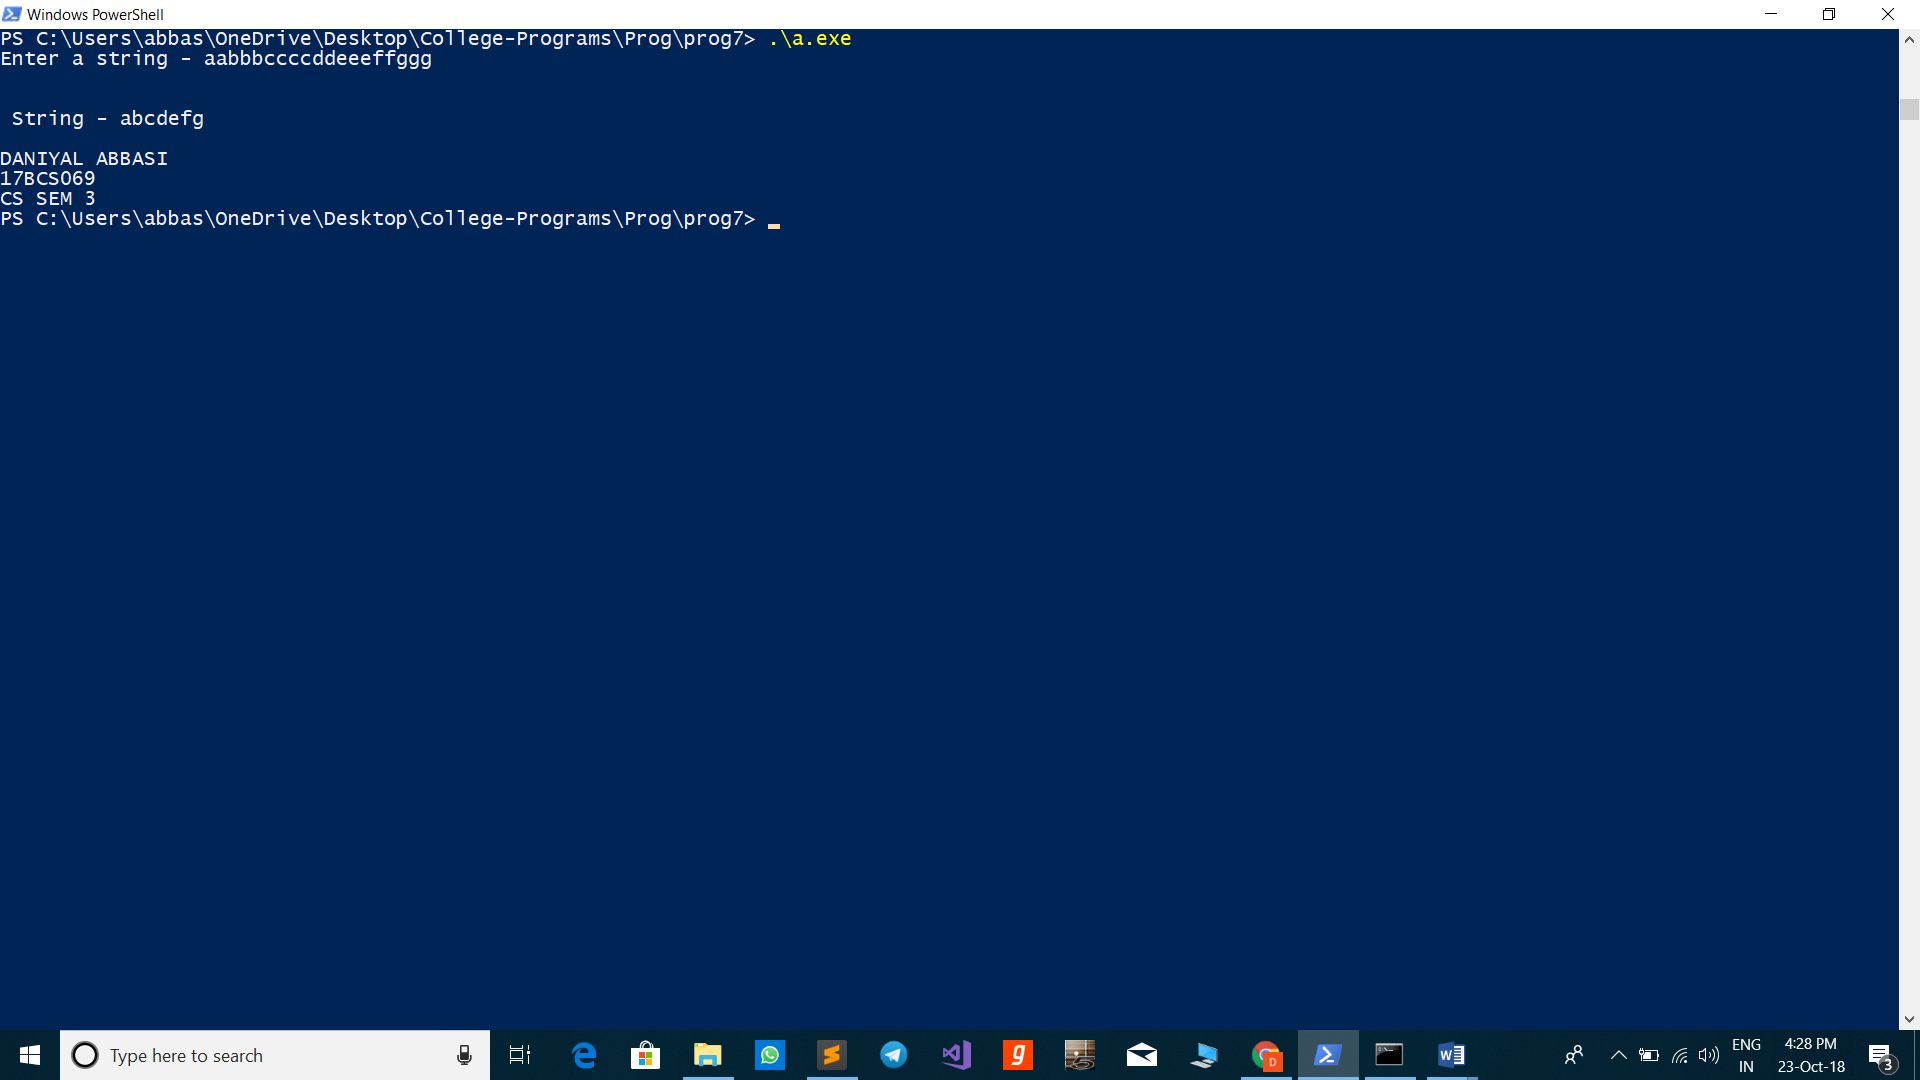 Windows PowerShell
PS C:\Users\abbas\OneDrive\Desktop\College-Programs\Prog\prog7> .\a.exe
Enter a string - aabbbccccddeeeffggg
String - abcdefg
DANIYAL ABBASI
17BCS069
CS SEM 3
PS C:\Users\abbas\OneDrive\Desktop\College-Programs\Prog\prog7>
Type here to search
ENG
IN
4:28 PM
23-Oct-18
3